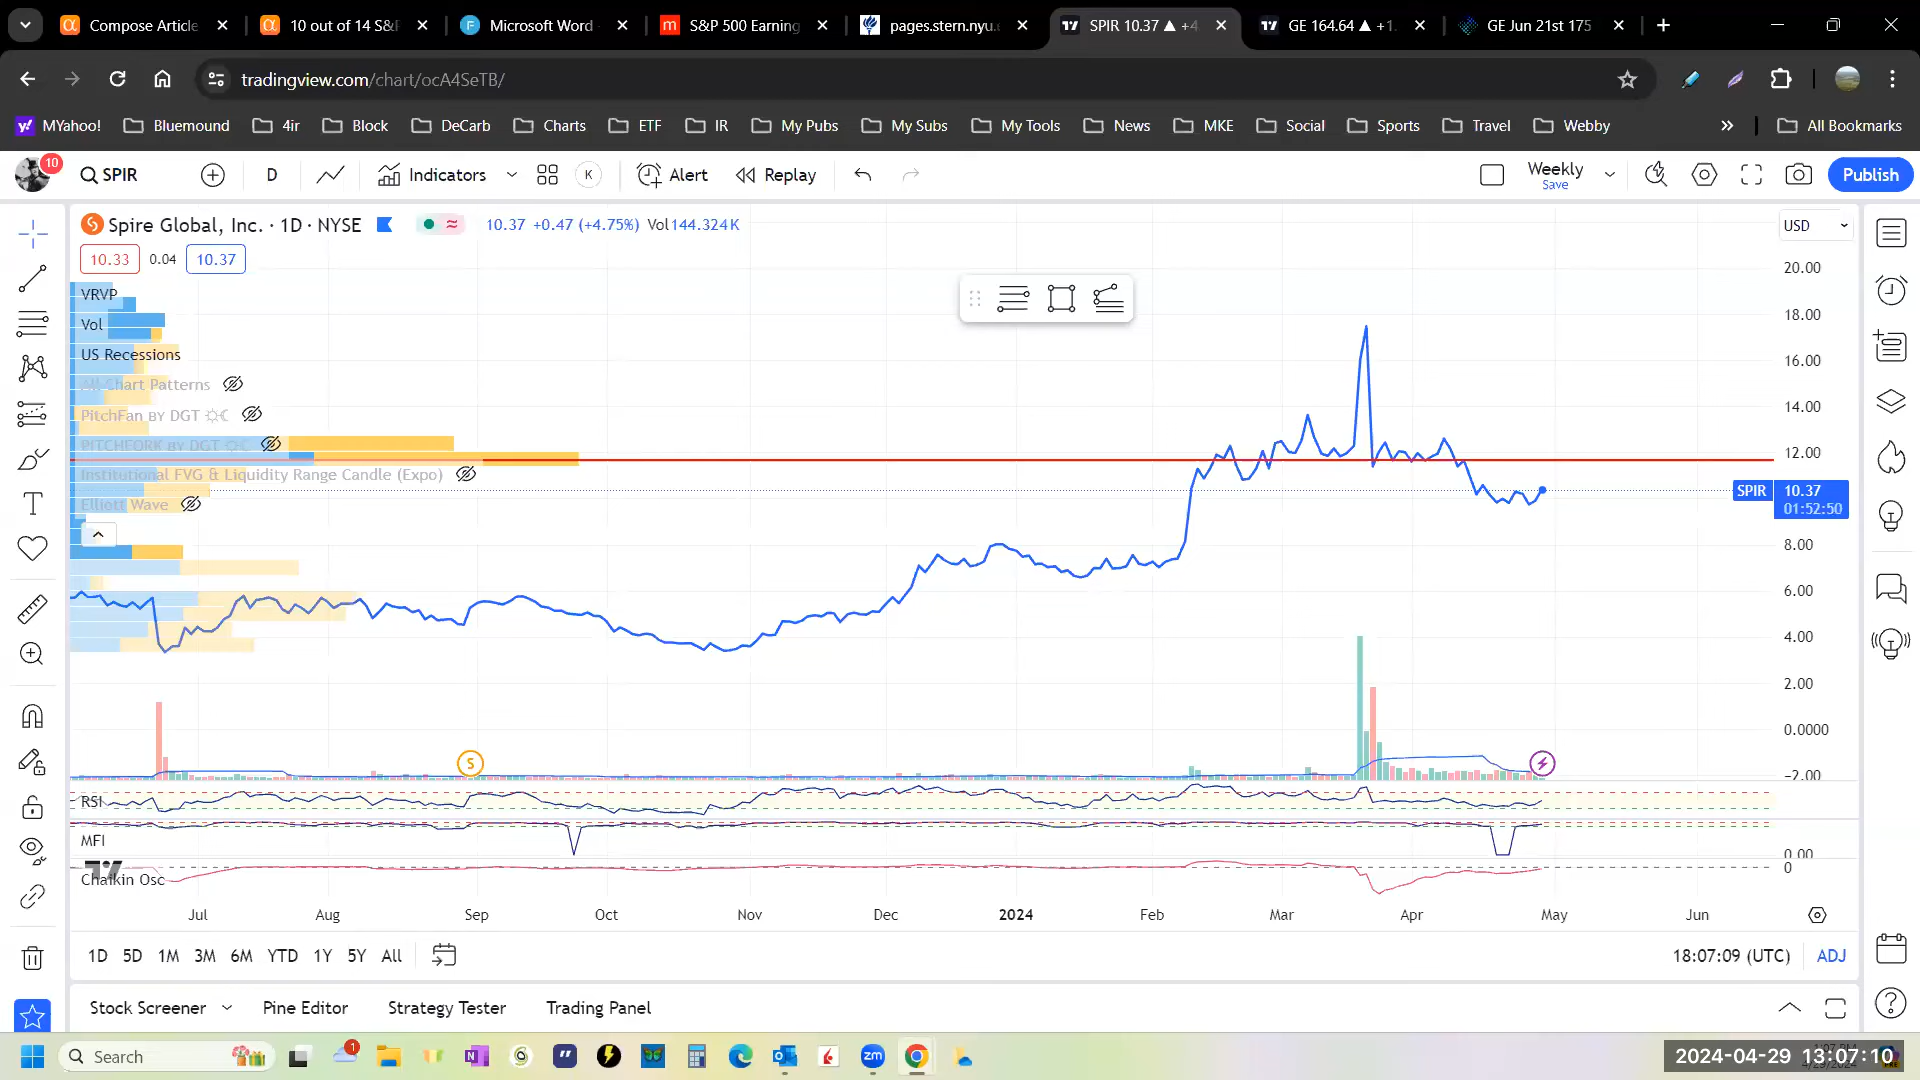 Compose Article
10 out of 14 S&P
Microsoft Word
S&P 500 Earning
pages.stern.nyu.e
SPIR 10.37 ▲ +4
GE 164.64 ▲ +1.
GE Jun 21st 175
tradingview.com/chart/ocA4SeTB/
MYahoo!
Bluemound
4ir
Block
DeCarb
Charts
ETF
IR
My Pubs
My Subs
My Tools
News
MKE
Social
Sports
Travel
Webby
All Bookmarks
10
SPIR
D
Indicators
K
Alert
Replay
Weekly
Save
Publish
Spire Global, Inc. · 1D · NYSE
10.37 +0.47 (+4.75%) Vol144.324K
USD
10.33 0.04 10.37
VRVP
Vol
US Recessions
All Chart Patterns
PitchFan BY DGT
PITCHFORK BY DGT
Institutional FVG & Liquidity Range Candle (Expo)
Elliott Wave
20.00
18.00
16.00
14.00
12.00
SPIR 10.37
01:52:50
8.00
6.00
4.00
2.00
0.0000
−2.00
S
RSI
MFI
0.00
0
Chaikin Osc
Jul Aug Sep Oct Nov Dec 2024 Feb Mar Apr May Jun
1D 5D 1M 3M 6M YTD 1Y 5Y All
18:07:09 (UTC) ADJ
Stock Screener Pine Editor Strategy Tester Trading Panel
Search
1
zm
2024-04-29 13:07:10